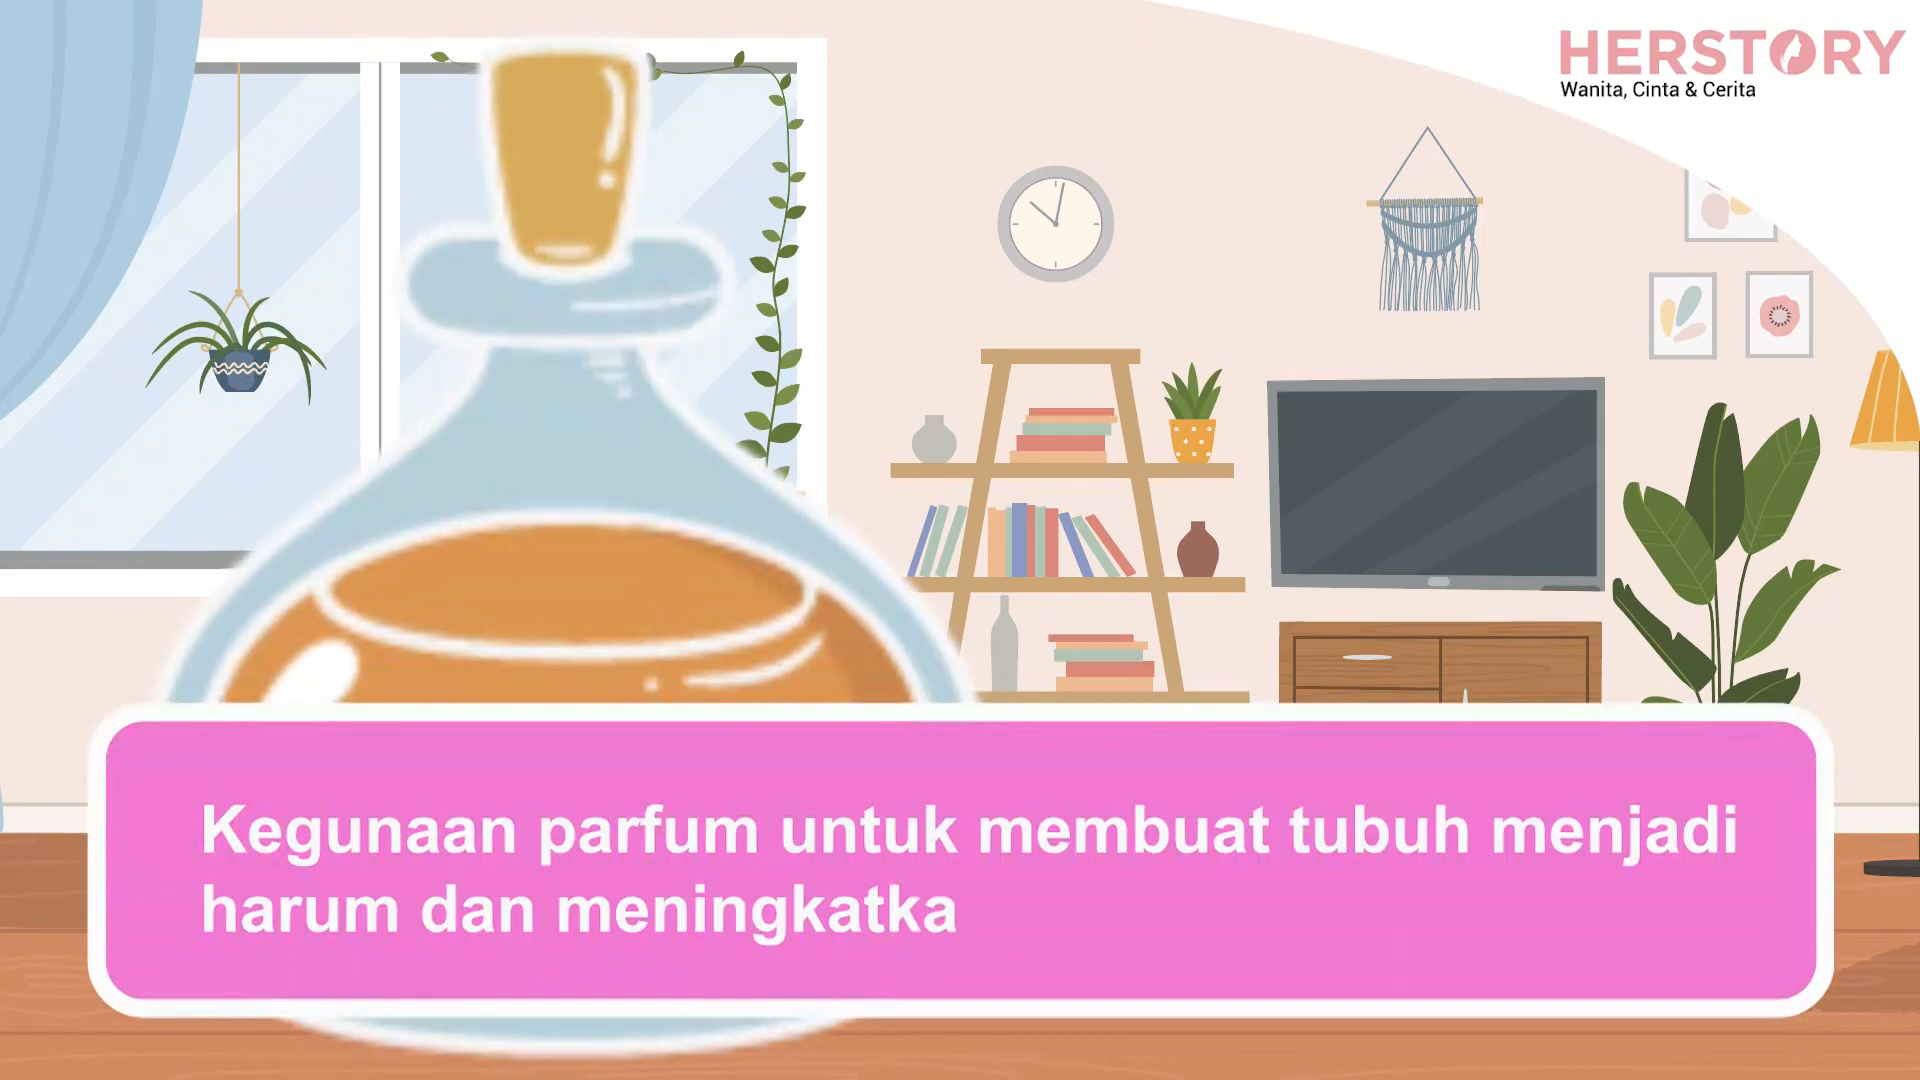 HERSTORY
Wanita, Cinta & Cerita
Kegunaan parfum untuk membuat tubuh menjadi
harum dan meningkatka